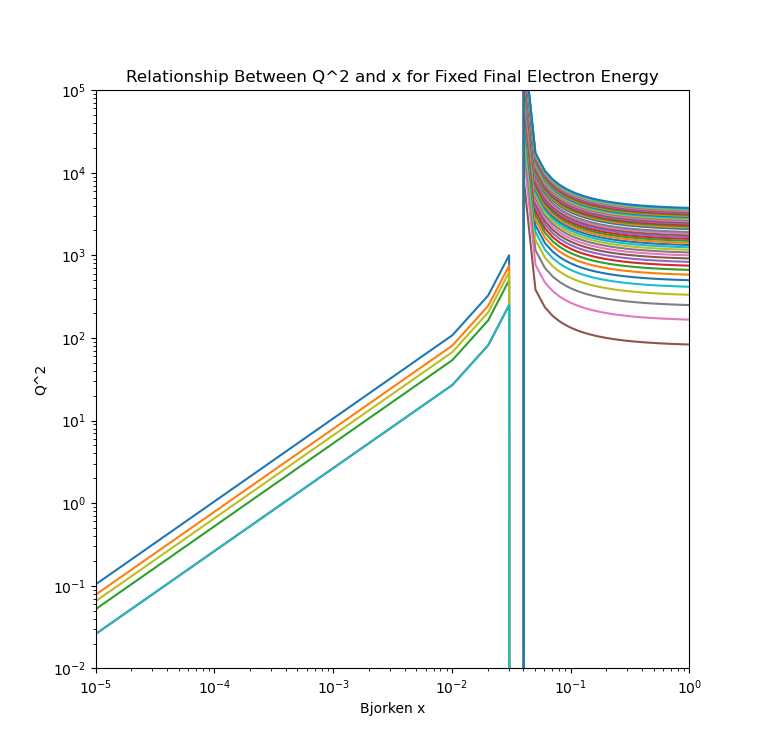 Relationship Between Q^2 and x for Fixed Final Electron Energy
10^5
10^4
10^3
10^2
10^1
10^0
10^−1
10^−2
Q^2
10^−5 10^−4 10^−3 10^−2 10^−1 10^0
Bjorken x